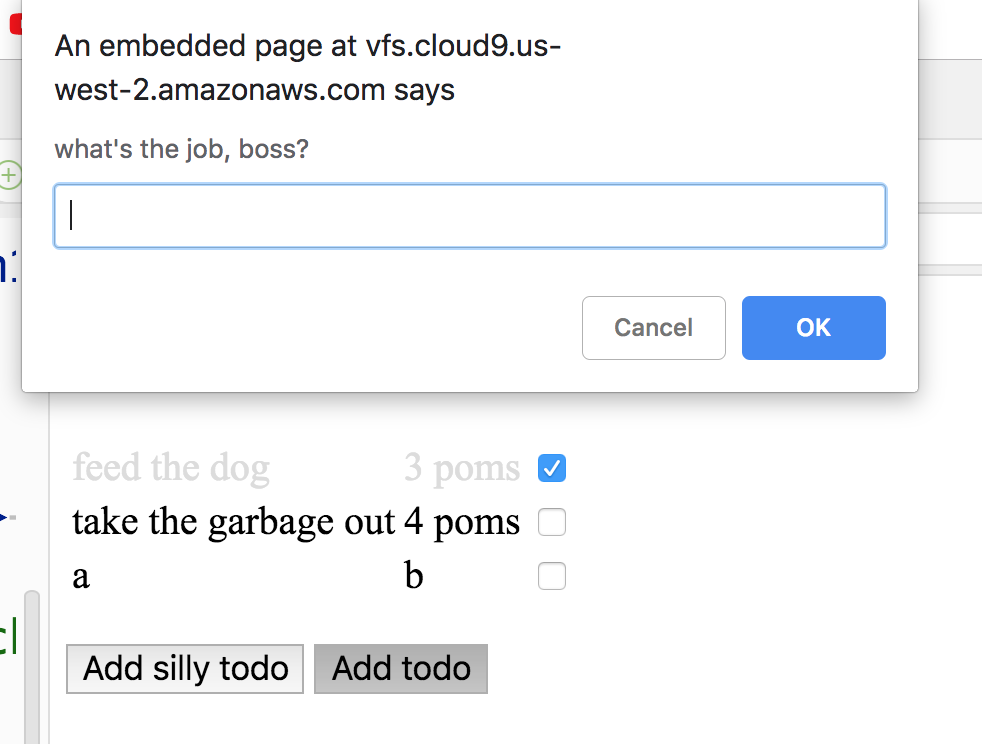 An embedded page at vfs.cloud9.us-
west-2.amazonaws.com says
what's the job, boss?
Cancel OK
feed the dog 3 poms
take the garbage out 4 poms
a b
Add silly todo Add todo